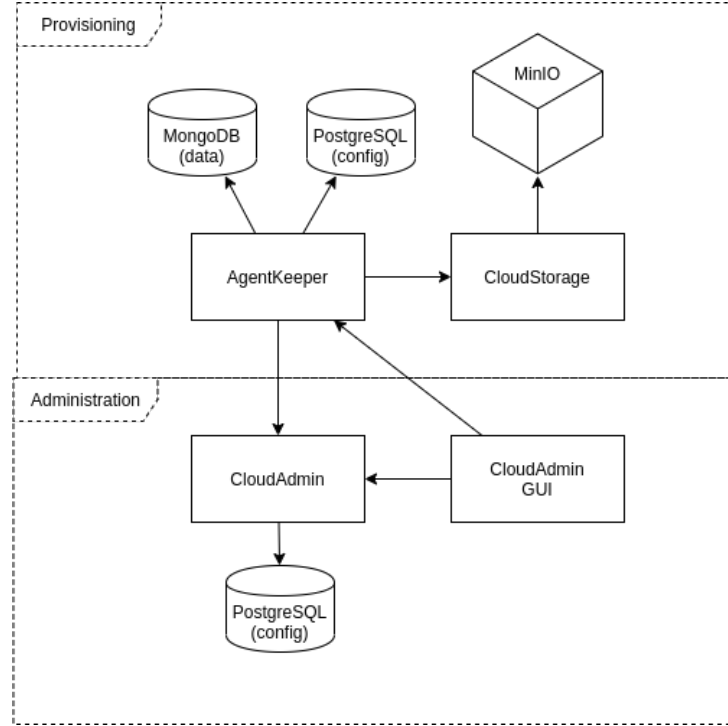 Provisioning
MinIO
MongoDB
(data)
PostgreSQL
(config)
AgentKeeper
CloudStorage
Administration
CloudAdmin
CloudAdmin
GUI
PostgreSQL
(config)